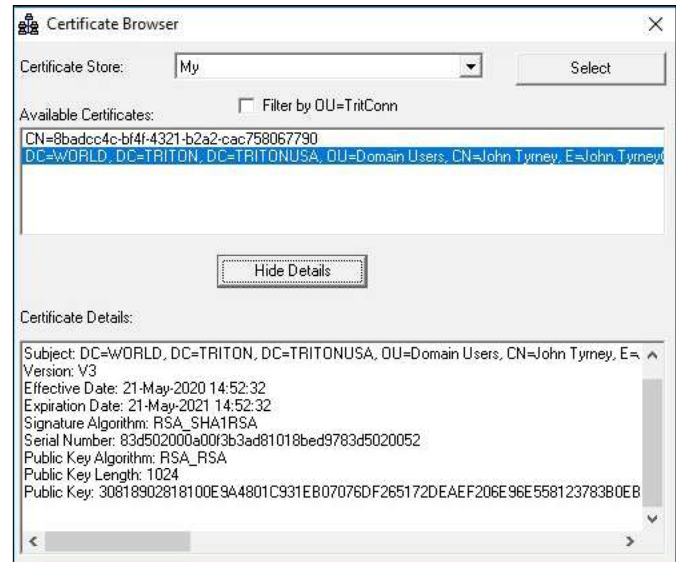 Certificate Browser
Certificate Store:
My
Select
Filter by OU=TritConn
Available Certificates:
CN=8badcc4c-bf4f-4321-b2a2-cac758067790
DC=WORLD, DC=TRITON, DC=TRITONUSA, OU=Domain Users, CN=John Tyrney, E=John.Tyrney
Hide Details
Certificate Details:
Subject: DC=WORLD, DC=TRITON, DC=TRITONUSA, OU=Domain Users, CN=John Tyrney, E=
Version: V3
Effective Date: 21-May-2020 14:52:32
Expiration Date: 21-May-2021 14:52:32
Signature Algorithm: RSA_SHA1RSA
Serial Number: 83d502000a00f3b3ad81018bed9783d5020052
Public Key Algorithm: RSA_RSA
Public Key Length: 1024
Public Key: 30818902818100E9A4801C931EB07076DF265172DEAEF206E96E558123783B0EB